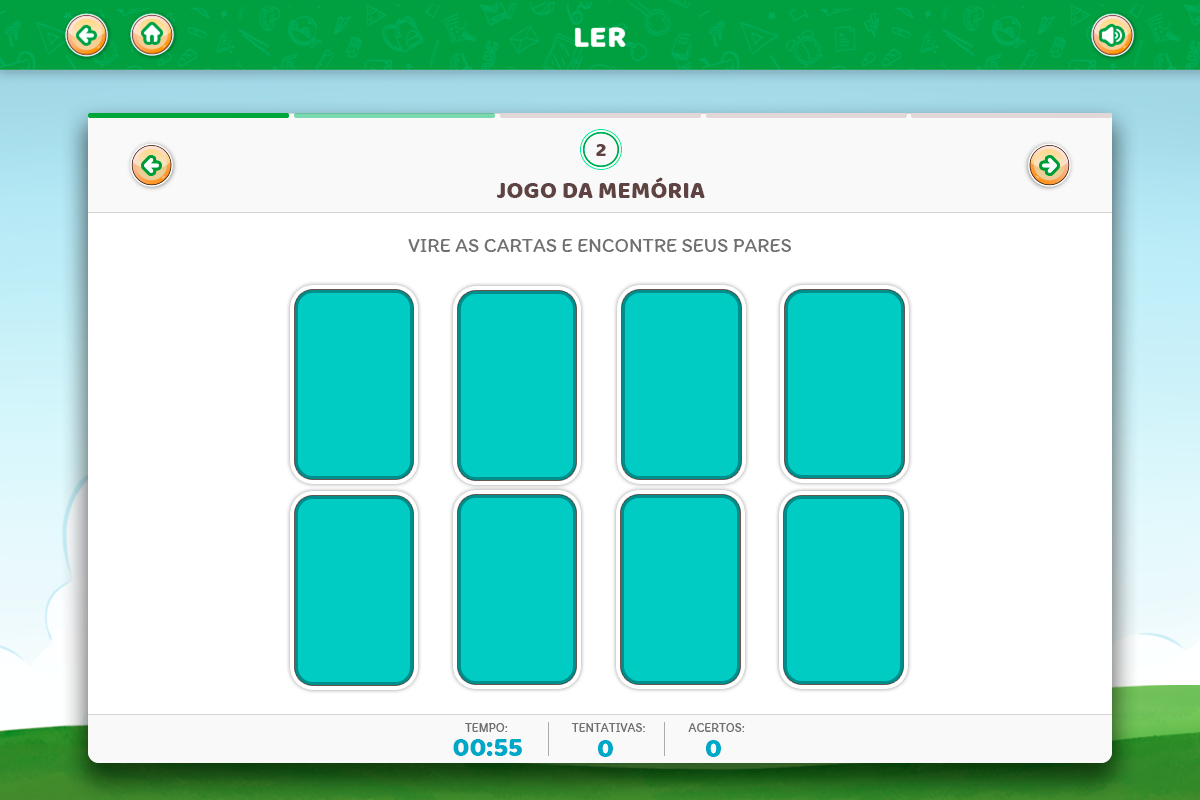 LER
2
JOGO DA MEMÓRIA
VIRE AS CARTAS E ENCONTRE SEUS PARES
TEMPO: TENTATIVAS: ACERTOS:
00:55 0 0